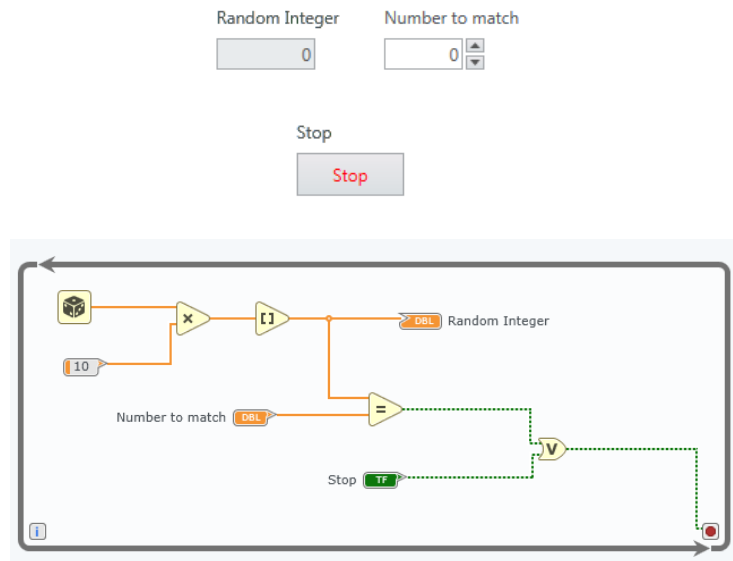 Random Integer Number to match
0 0
Stop
Stop
×
[ ]
DBL Random Integer
10
=
Number to match DBL
V
Stop TF
i